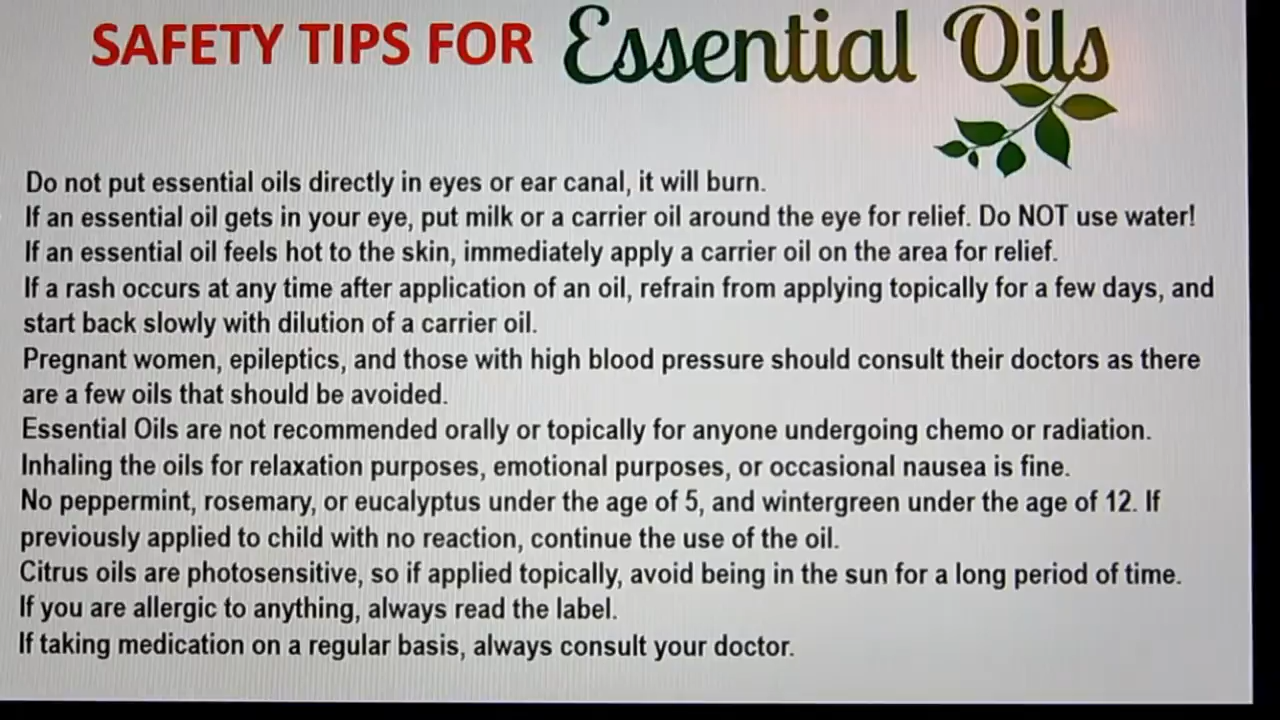 SAFETY TIPS FOR Essential Oils
Do not put essential oils directly in eyes or ear canal, it will burn.
If an essential oil gets in your eye, put milk or a carrier oil around the eye for relief. Do NOT use water!
If an essential oil feels hot to the skin, immediately apply a carrier oil on the area for relief.
If a rash occurs at any time after application of an oil, refrain from applying topically for a few days, and
start back slowly with dilution of a carrier oil.
Pregnant women, epileptics, and those with high blood pressure should consult their doctors as there
are a few oils that should be avoided.
Essential Oils are not recommended orally or topically for anyone undergoing chemo or radiation.
Inhaling the oils for relaxation purposes, emotional purposes, or occasional nausea is fine.
No peppermint, rosemary, or eucalyptus under the age of 5, and wintergreen under the age of 12. If
previously applied to child with no reaction, continue the use of the oil.
Citrus oils are photosensitive, so if applied topically, avoid being in the sun for a long period of time.
If you are allergic to anything, always read the label.
If taking medication on a regular basis, always consult your doctor.